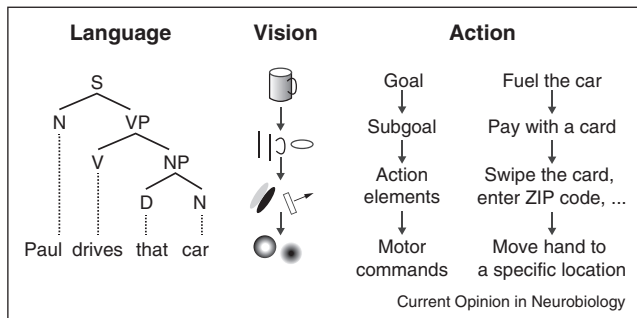 Language
Vision
Action
S
N VP
V NP
D N
Paul drives that car
Goal
Subgoal
Action
elements
Motor
commands
Fuel the car
Pay with a card
Swipe the card,
enter ZIP code, ...
Move hand to
a specific location
Current Opinion in Neurobiology